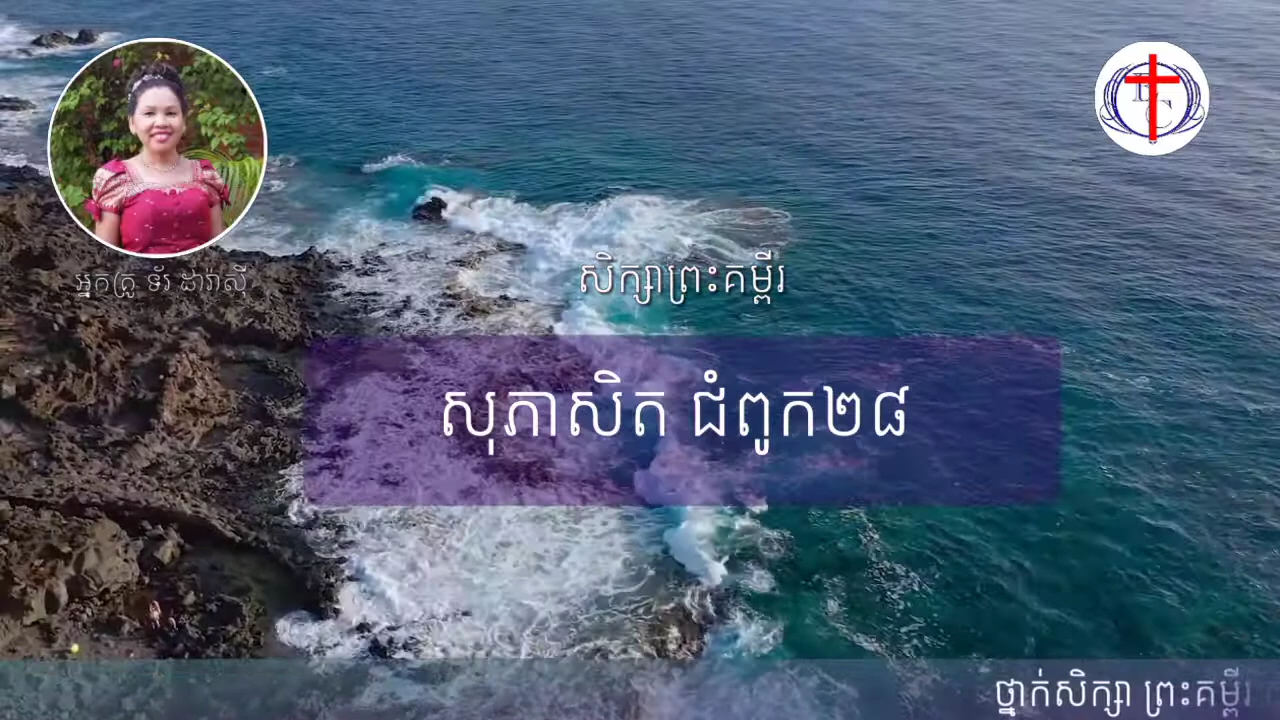 អ្នកគ្រូ ទ័រ ដារ៉ាស៊ី
សិក្សាព្រះគម្ពីរ
សុភាសិត ជំពូក២៨
ថ្នាក់សិក្សា ព្រះគម្ពីរ